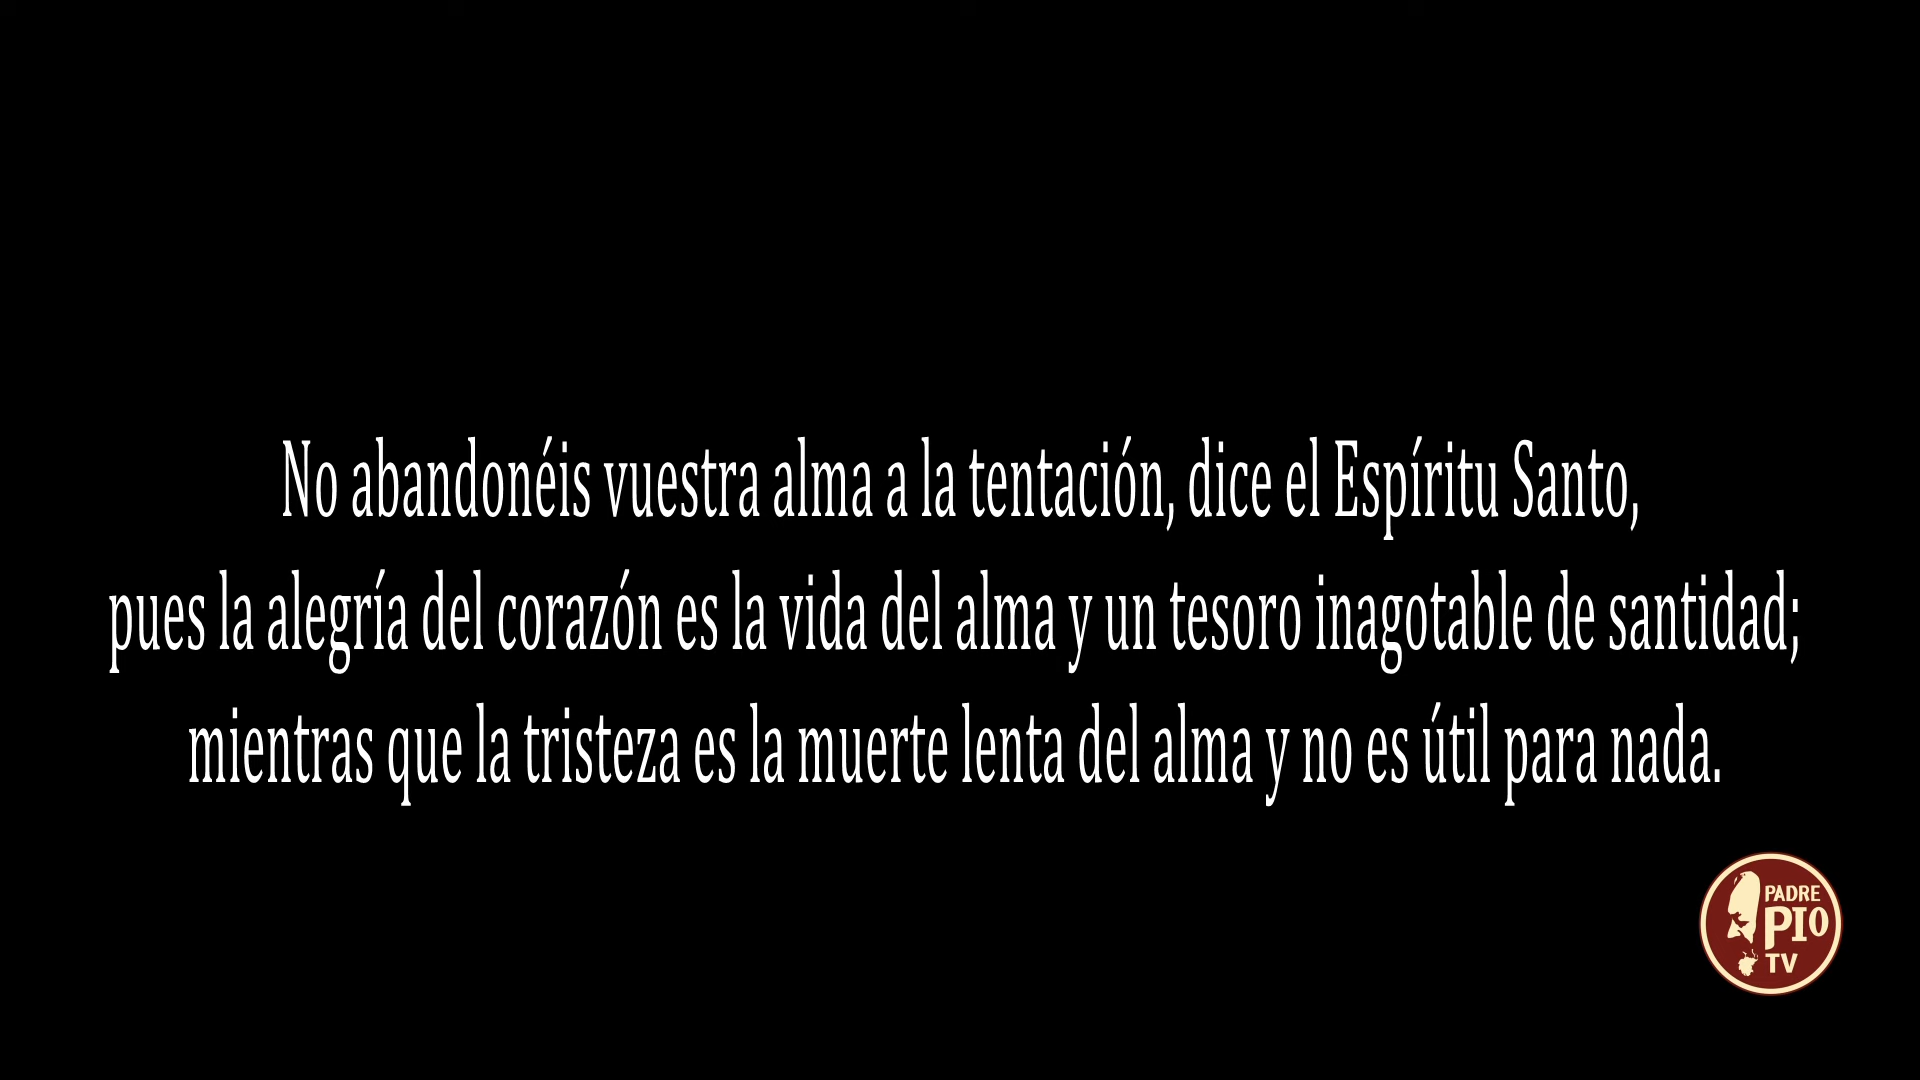 No abandonéis vuestra alma a la tentación, dice el Espíritu Santo,
pues la alegría del corazón es la vida del alma y un tesoro inagotable de santidad;
mientras que la tristeza es la muerte lenta del alma y no es útil para nada.
PADRE
PIO
TV